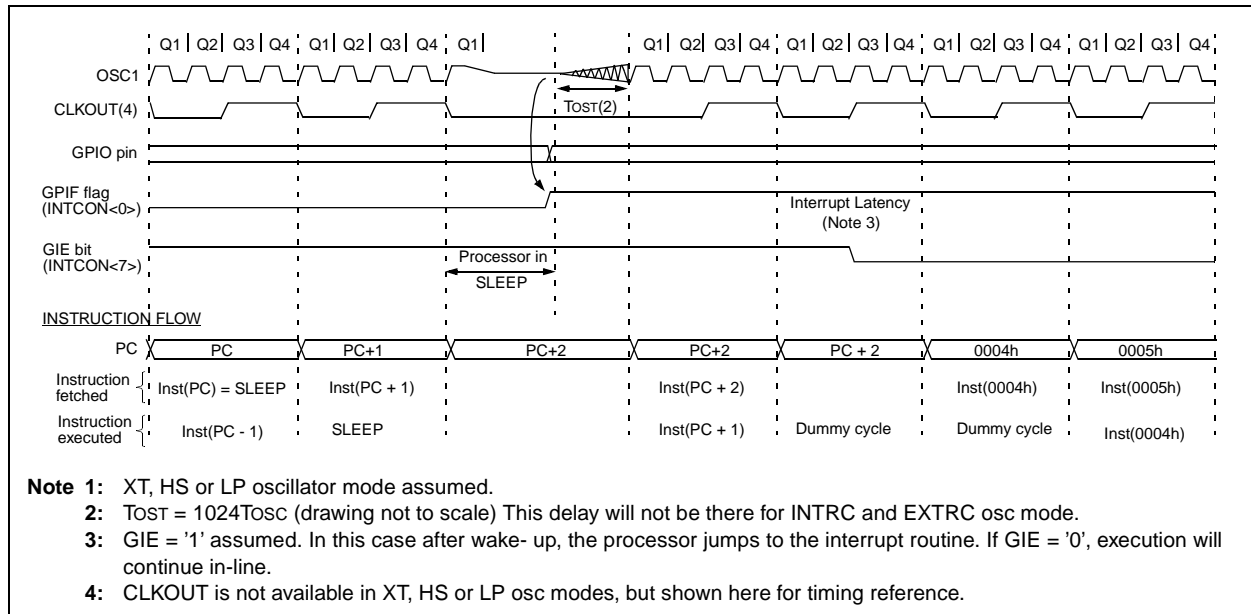 Q1 Q2 Q3 Q4 Q1 Q2 Q3 Q4 Q1 Q1 Q2 Q3 Q4 Q1 Q2 Q3 Q4 Q1 Q2 Q3 Q4 Q1 Q2 Q3 Q4
OSC1
CLKOUT(4)
TOST(2)
GPIO pin
GPIF flag
(INTCON<0>)
Interrupt Latency
(Note 3)
GIE bit
(INTCON<7>)
Processor in
SLEEP
INSTRUCTION FLOW
PC PC PC+1 PC+2 PC+2 PC + 2 0004h 0005h
Instruction
fetched
Inst(PC) = SLEEP Inst(PC + 1) Inst(PC + 2) Inst(0004h) Inst(0005h)
Instruction
executed
Inst(PC - 1) SLEEP Inst(PC + 1) Dummy cycle Dummy cycle Inst(0004h)
Note 1: XT, HS or LP oscillator mode assumed.
2: TOST = 1024TOSC (drawing not to scale) This delay will not be there for INTRC and EXTRC osc mode.
3: GIE = '1' assumed. In this case after wake- up, the processor jumps to the interrupt routine. If GIE = '0', execution will
continue in-line.
4: CLKOUT is not available in XT, HS or LP osc modes, but shown here for timing reference.